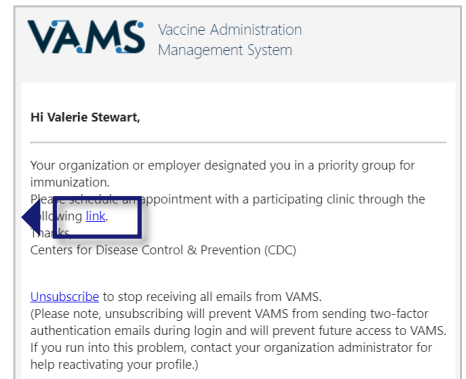 VAMS Vaccine Administration
Management System
Hi Valerie Stewart,
Your organization or employer designated you in a priority group for
immunization.
Please schedule an appointment with a participating clinic through the
following link.
Thanks,
Centers for Disease Control & Prevention (CDC)
Unsubscribe to stop receiving all emails from VAMS.
(Please note, unsubscribing will prevent VAMS from sending two-factor
authentication emails during login and will prevent future access to VAMS.
If you run into this problem, contact your organization administrator for
help reactivating your profile.)